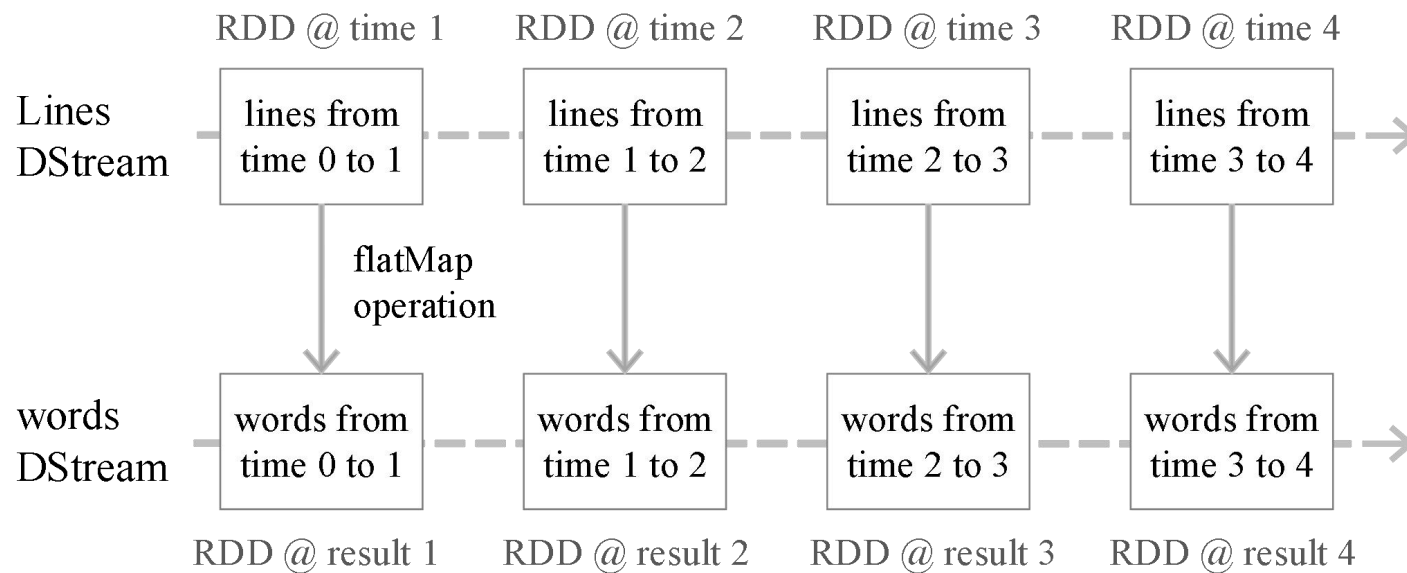 RDD @ time 1
RDD @ time 2
RDD @ time 3
RDD @ time 4
Lines
DStream
lines from
time 0 to 1
lines from
time 1 to 2
lines from
time 2 to 3
lines from
time 3 to 4
flatMap
operation
words
DStream
words from
time 0 to 1
words from
time 1 to 2
words from
time 2 to 3
words from
time 3 to 4
RDD @ result 1
RDD @ result 2
RDD @ result 3
RDD @ result 4